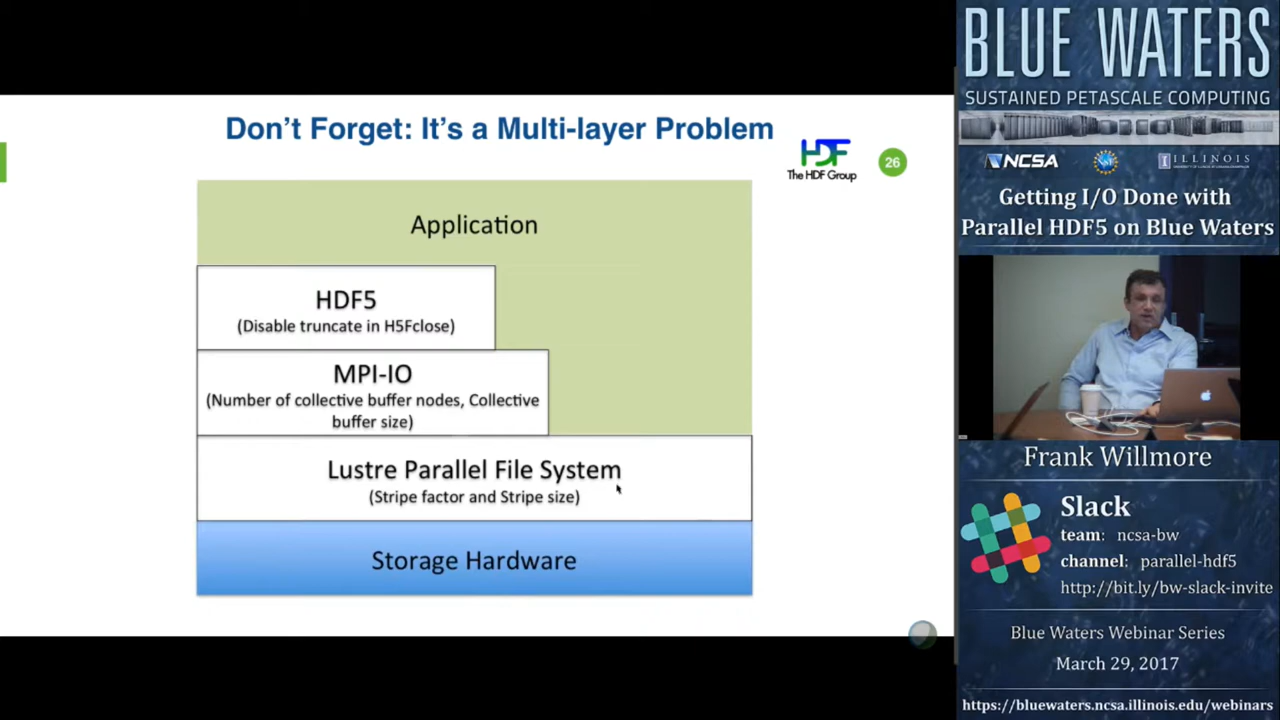 Don't Forget: It's a Multi-layer Problem
HDF
The HDF Group
26
Application
HDF5
(Disable truncate in H5Fclose)
MPI-IO
(Number of collective buffer nodes, Collective
buffer size)
Lustre Parallel File System
(Stripe factor and Stripe size)
Storage Hardware
BLUE WATERS
SUSTAINED PETASCALE COMPUTING
NCSA
ILLINOIS
Getting I/O Done with
Parallel HDF5 on Blue Waters
Frank Willmore
Slack
team: ncsa-bw
channel: parallel-hdf5
http://bit.ly/bw-slack-invite
Blue Waters Webinar Series
March 29, 2017
https://bluewaters.ncsa.illinois.edu/webinars